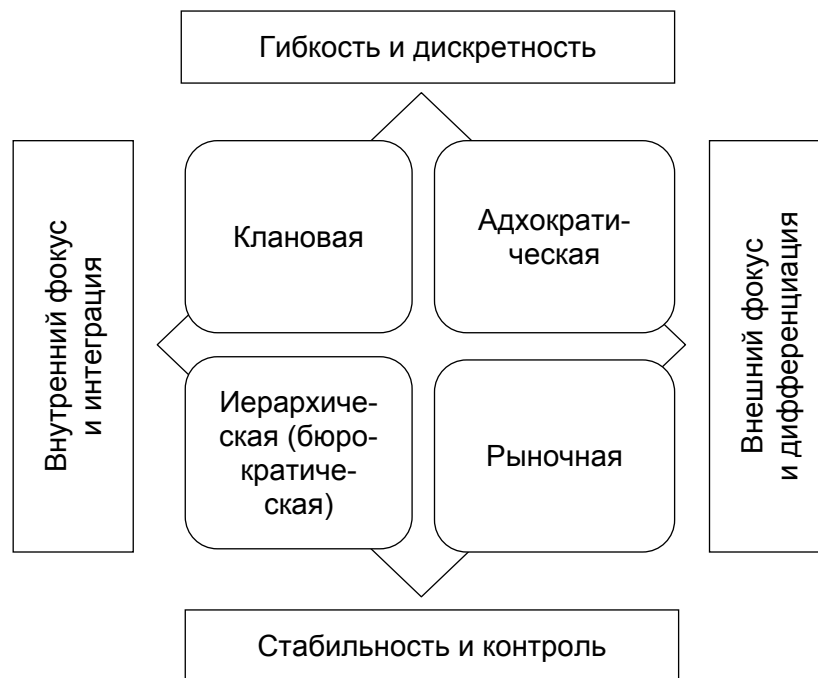 Гибкость и дискретность
Внутренний фокус
и интеграция
Клановая
Адхократи-
ческая
Иерархиче-
ская (бюро-
кратиче-
ская)
Рыночная
Внешний фокус
и дифференциация
Стабильность и контроль